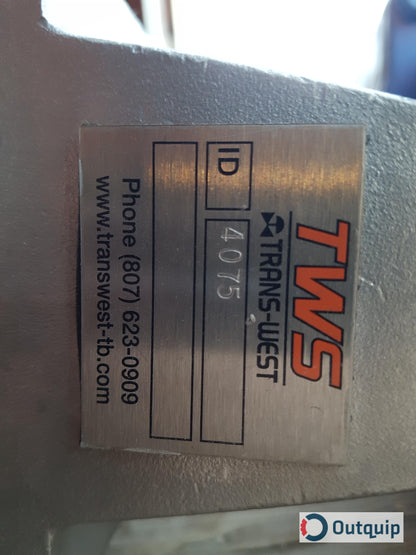 TWS
TRANS-WEST
ID 4075
Phone (807) 623-0909
www.transwest-tb.com
Outquip